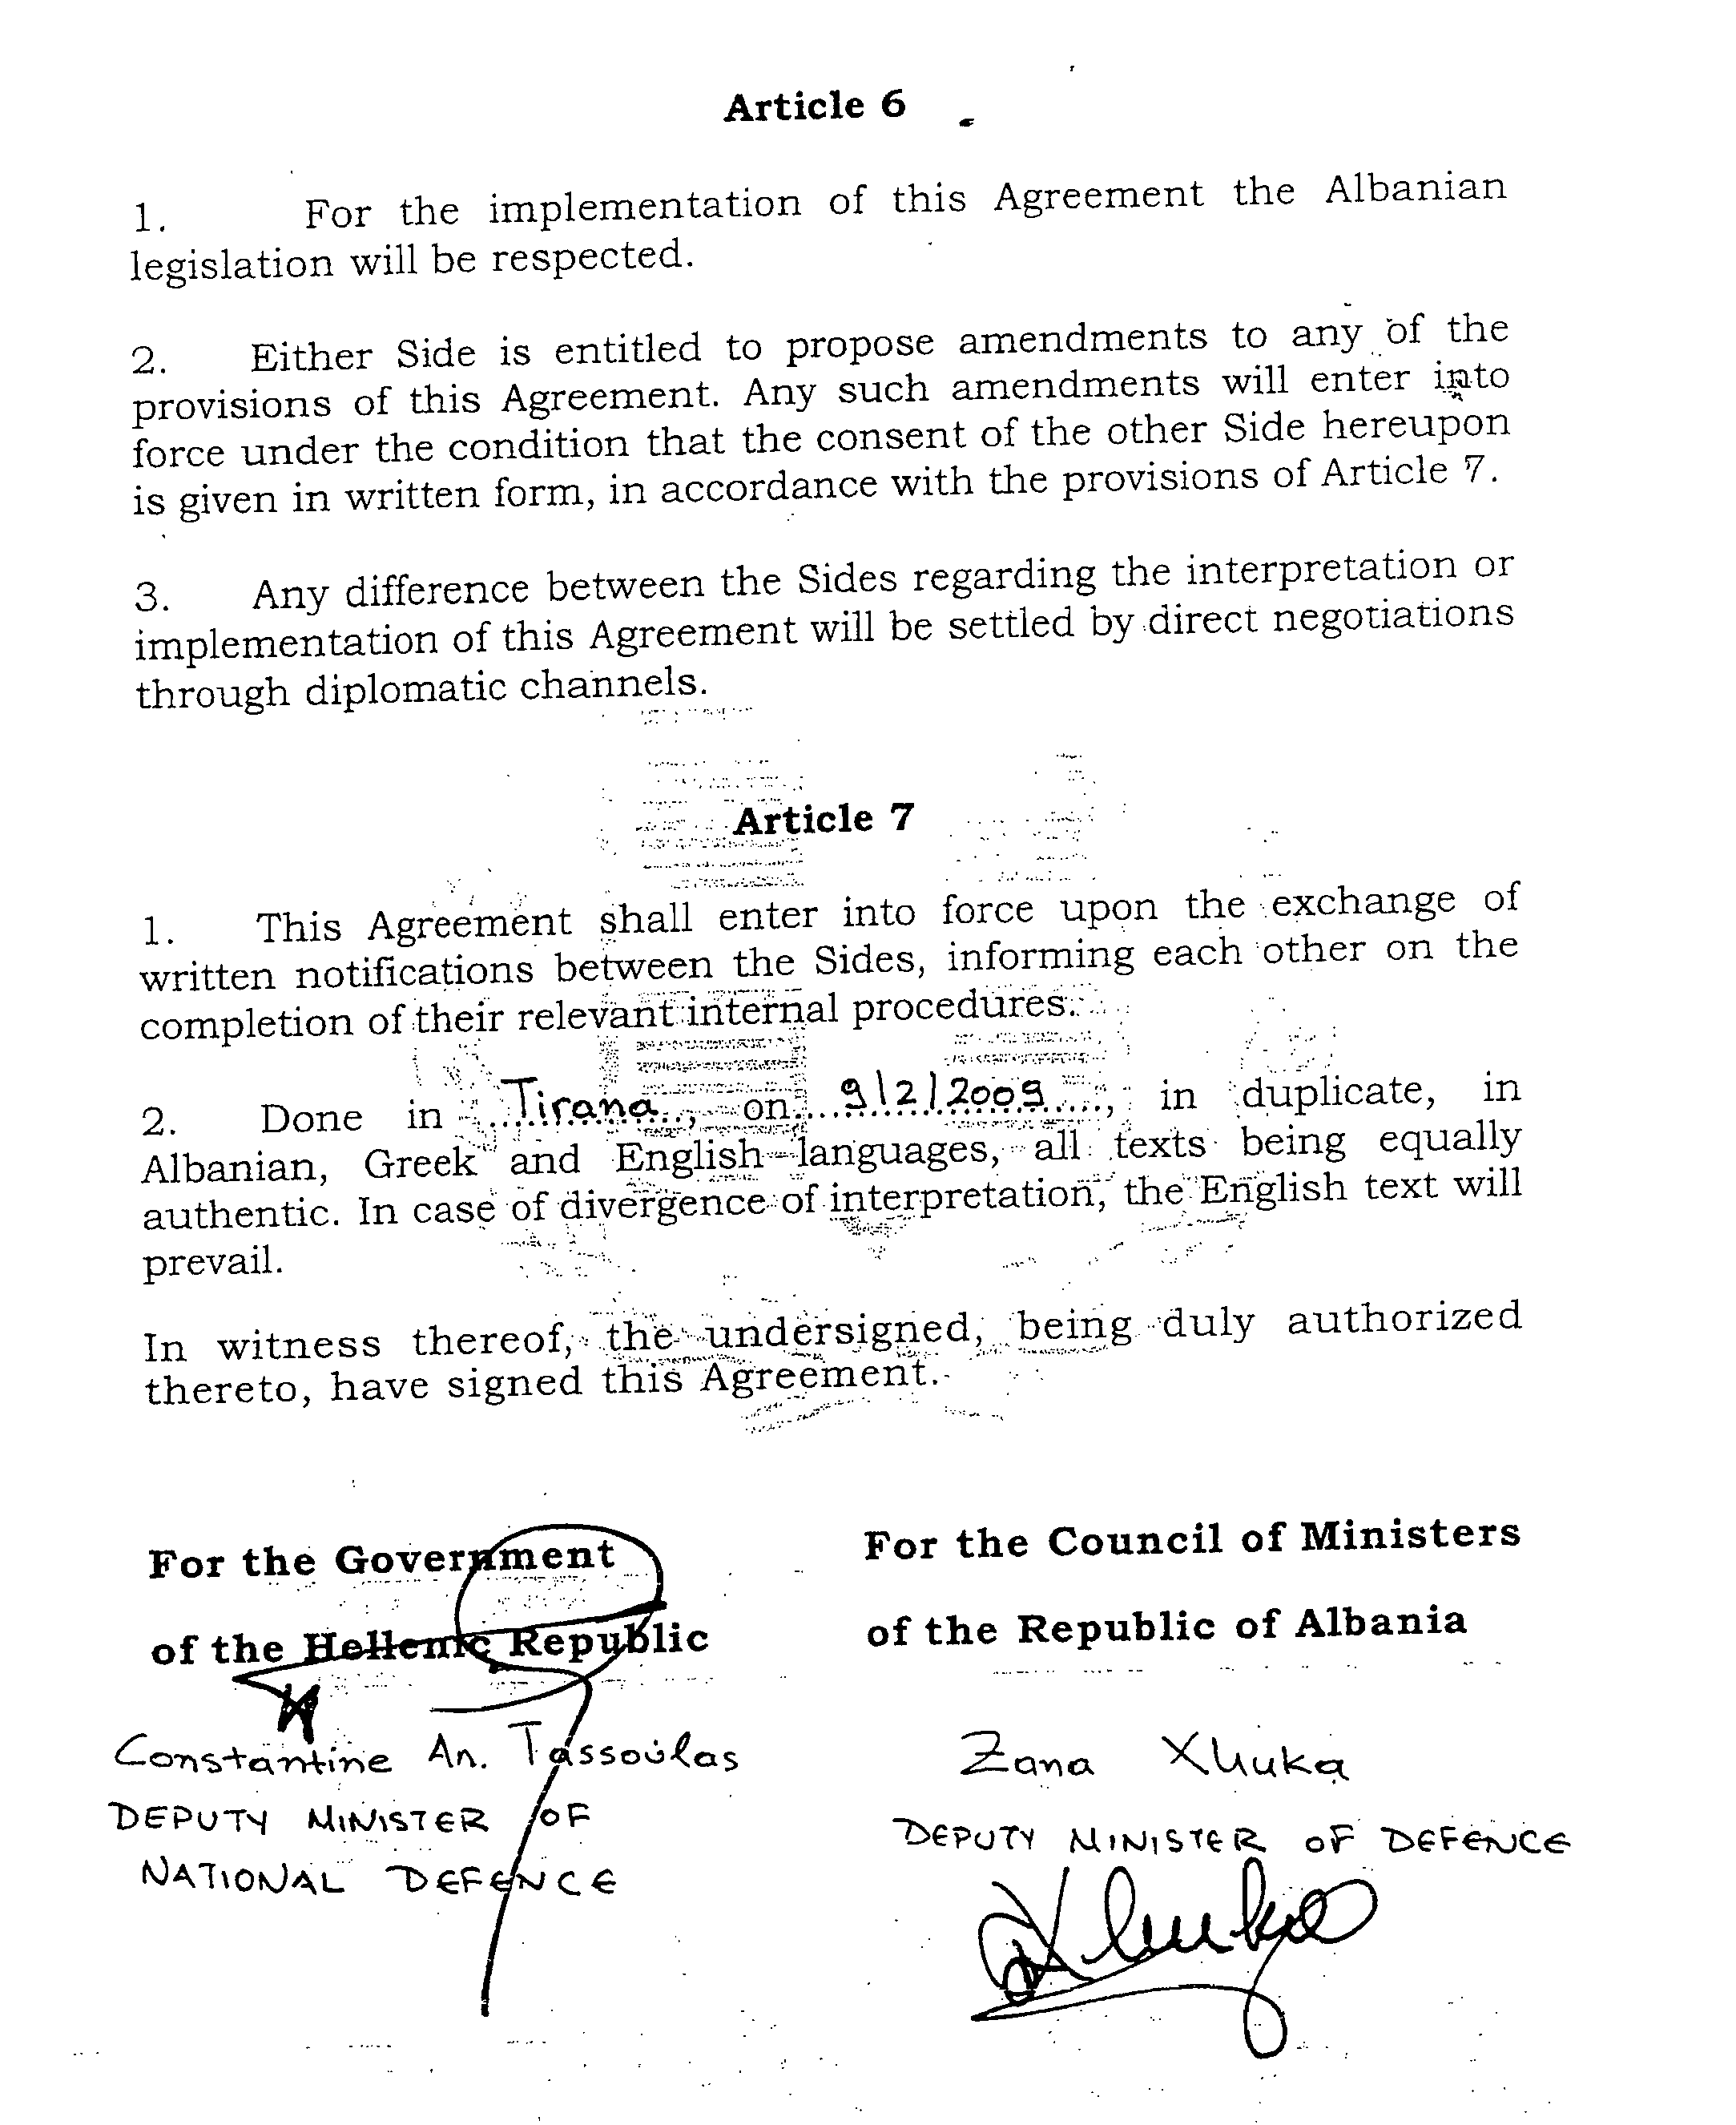 Article 6
1. For the implementation of this Agreement the Albanian
legislation will be respected.
2. Either Side is entitled to propose amendments to any of the
provisions of this Agreement. Any such amendments will enter into
force under the condition that the consent of the other Side hereupon
is given in written form, in accordance with the provisions of Article 7.
3. Any difference between the Sides regarding the interpretation or
implementation of this Agreement will be settled by direct negotiations
through diplomatic channels.
Article 7
1. This Agreement shall enter into force upon the exchange of
written notifications between the Sides, informing each other on the
completion of their relevant internal procedures.
2. Done in Tirana, on 9/2/2009, in duplicate, in
Albanian, Greek and English languages, all texts being equally
authentic. In case of divergence of interpretation, the English text will
prevail.
In witness thereof, the undersigned, being duly authorized
thereto, have signed this Agreement.
For the Government
of the Hellenic Republic
Constantine An. Tassoulas
DEPUTY MINISTER OF
NATIONAL DEFENCE
For the Council of Ministers
of the Republic of Albania
Zana Xhuka
DEPUTY MINISTER OF DEFENCE
Xhuka